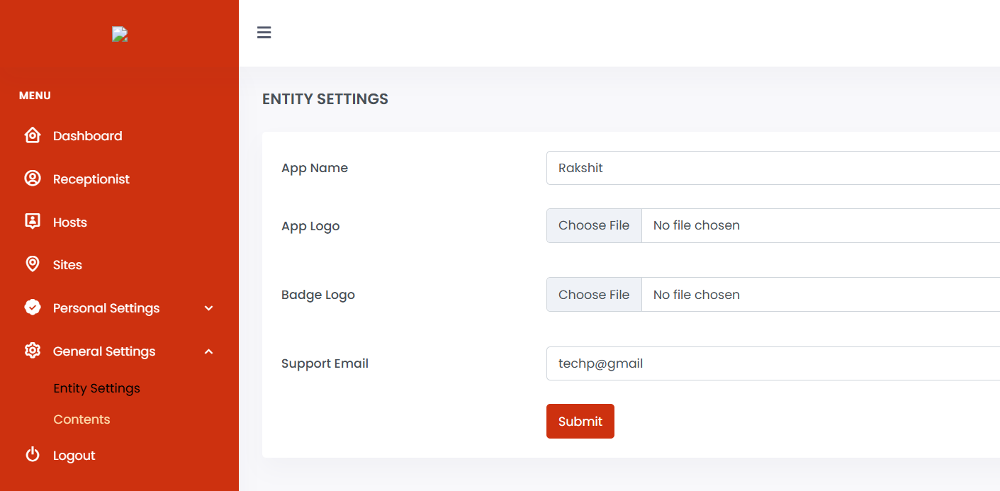 MENU
Dashboard
Receptionist
Hosts
Sites
Personal Settings
General Settings
Entity Settings
Contents
Logout
ENTITY SETTINGS
App Name
Rakshit
App Logo
Choose File No file chosen
Badge Logo
Choose File No file chosen
Support Email
techp@gmail
Submit